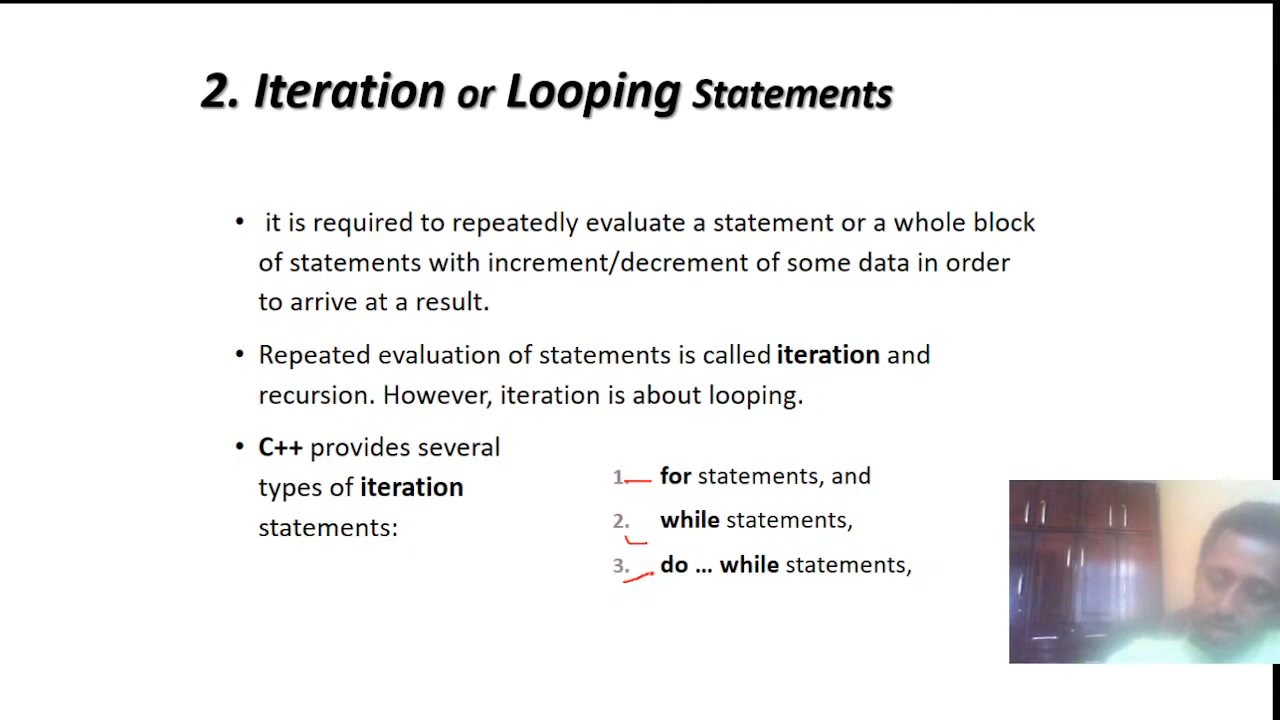 2. Iteration or Looping Statements
• it is required to repeatedly evaluate a statement or a whole block
of statements with increment/decrement of some data in order
to arrive at a result.
• Repeated evaluation of statements is called iteration and
recursion. However, iteration is about looping.
• C++ provides several
types of iteration
statements:
1. for statements, and
2. while statements,
3. do ... while statements,